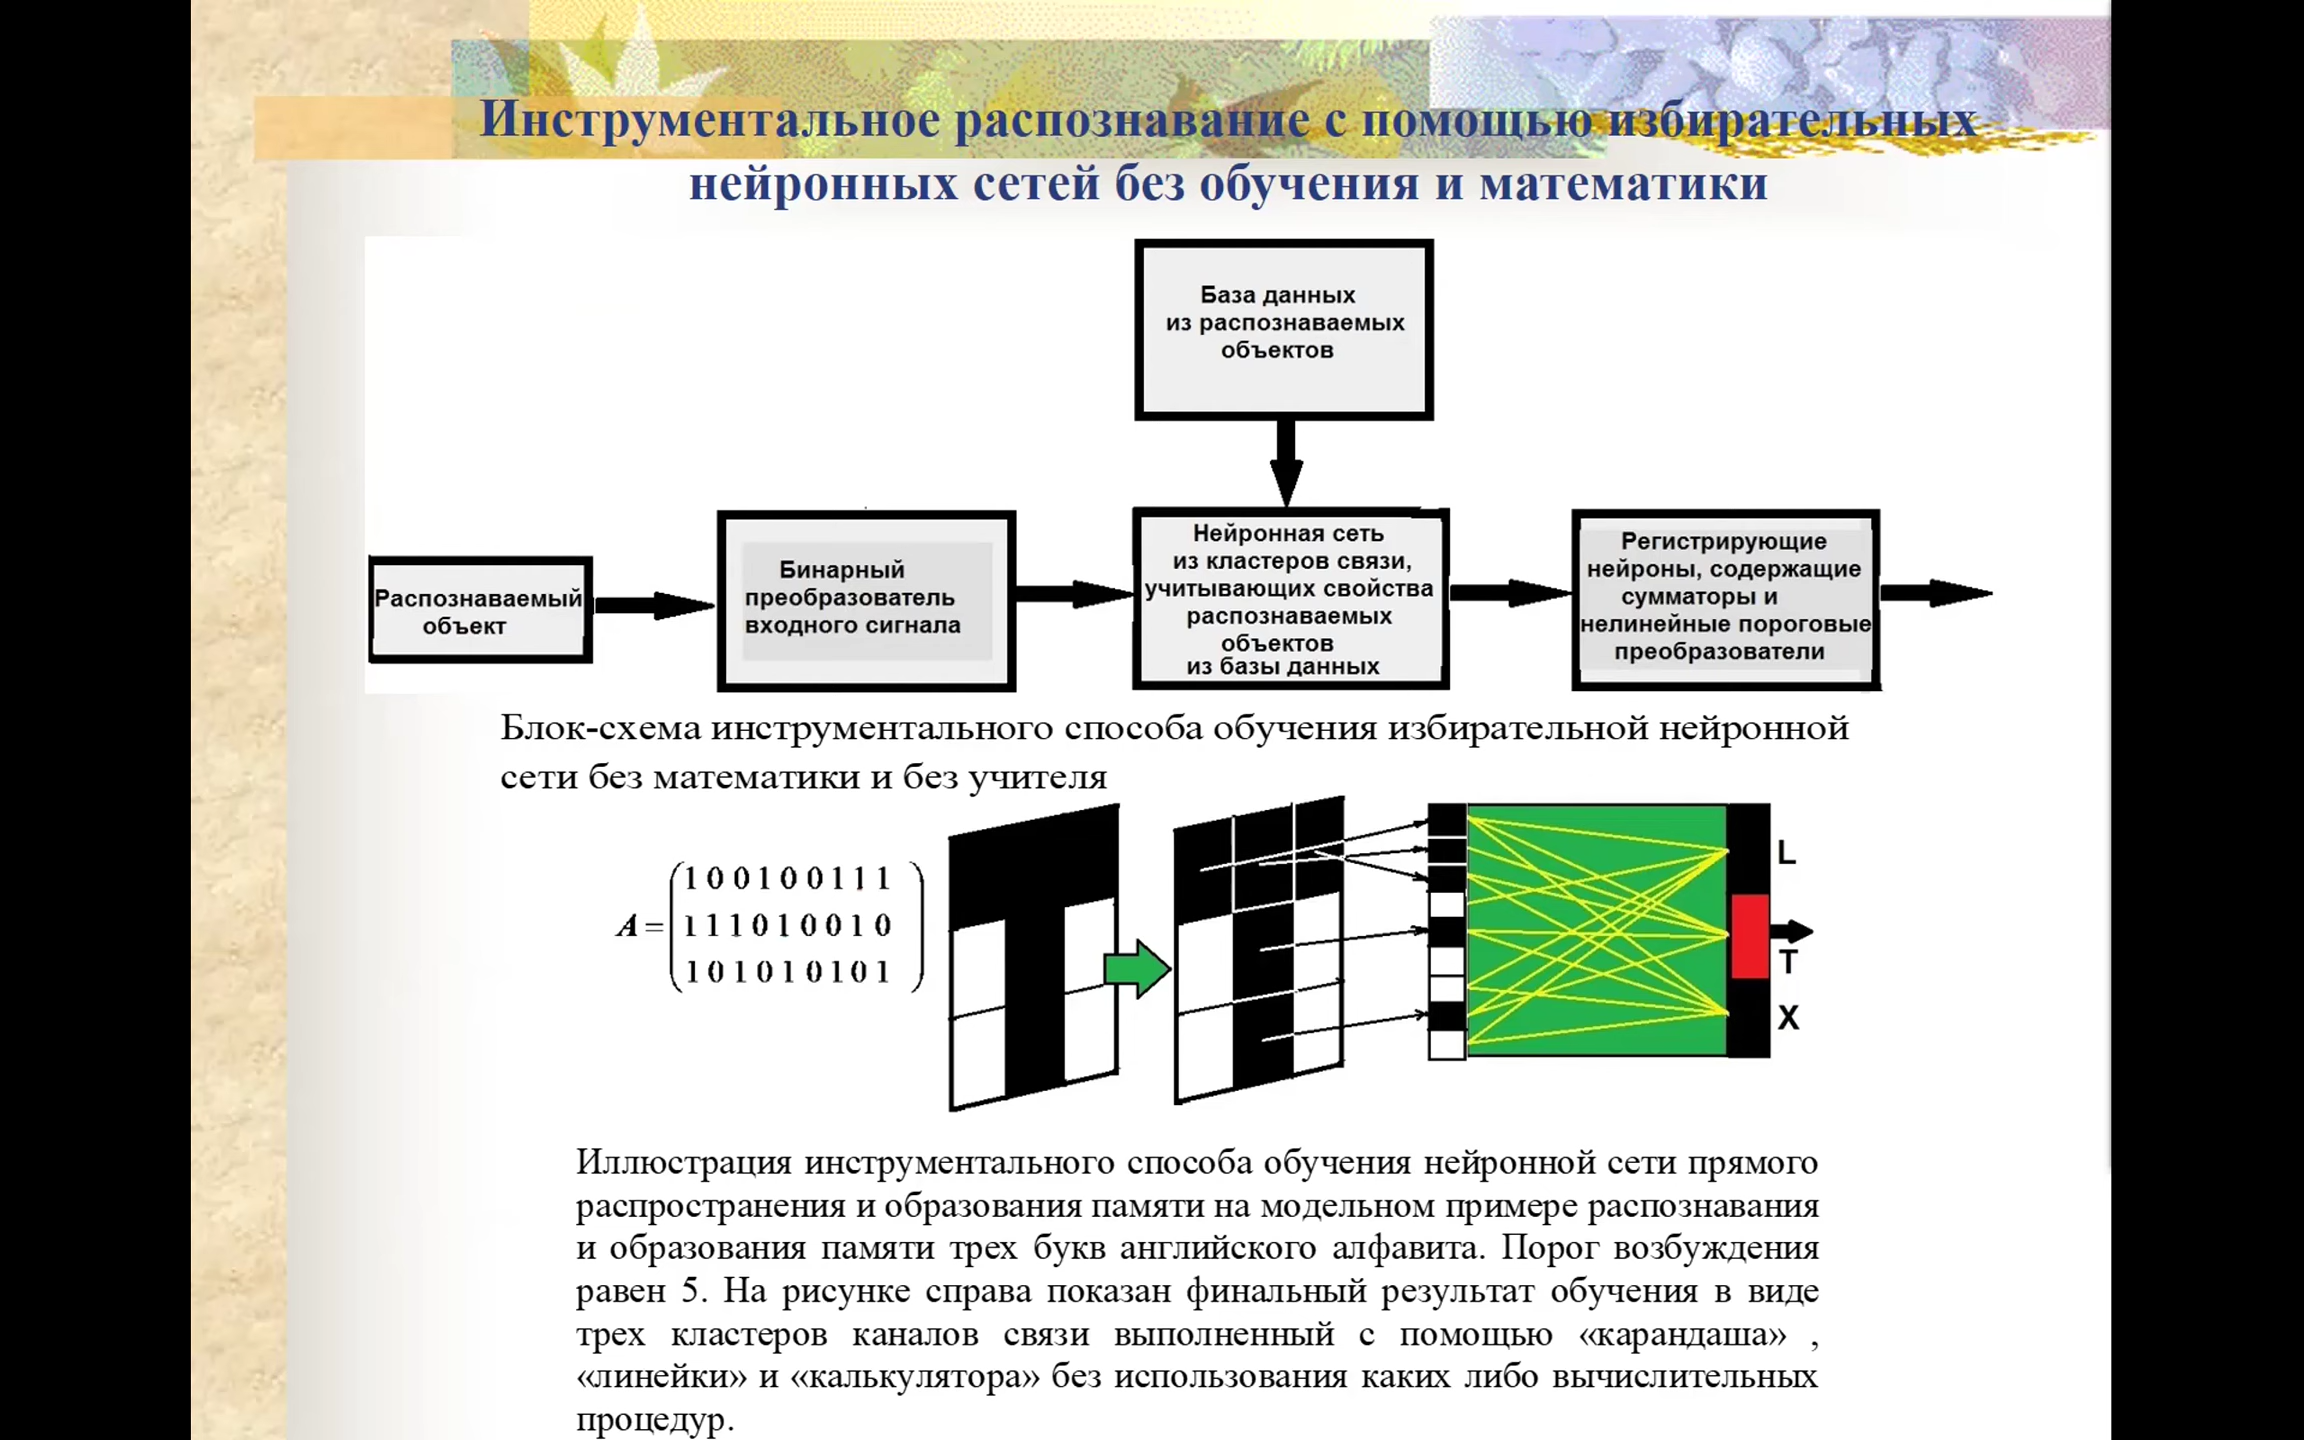 Инструментальное распознавание с помощью избирательных
нейронных сетей без обучения и математики
База данных
из распознаваемых
объектов
Распознаваемый
объект
Бинарный
преобразователь
входного сигнала
Нейронная сеть
из кластеров связи,
учитывающих свойства
распознаваемых
объектов
из базы данных
Регистрирующие
нейроны, содержащие
сумматоры и
нелинейные пороговые
преобразователи
Блок-схема инструментального способа обучения избирательной нейронной
сети без математики и без учителя
A =
1 0 0 1 0 0 1 1 1
1 1 1 0 1 0 0 1 0
1 0 1 0 1 0 1 0 1
L
T
X
Иллюстрация инструментального способа обучения нейронной сети прямого
распространения и образования памяти на модельном примере распознавания
и образования памяти трех букв английского алфавита. Порог возбуждения
равен 5. На рисунке справа показан финальный результат обучения в виде
трех кластеров каналов связи выполненный с помощью «карандаша» ,
«линейки» и «калькулятора» без использования каких либо вычислительных
процедур.